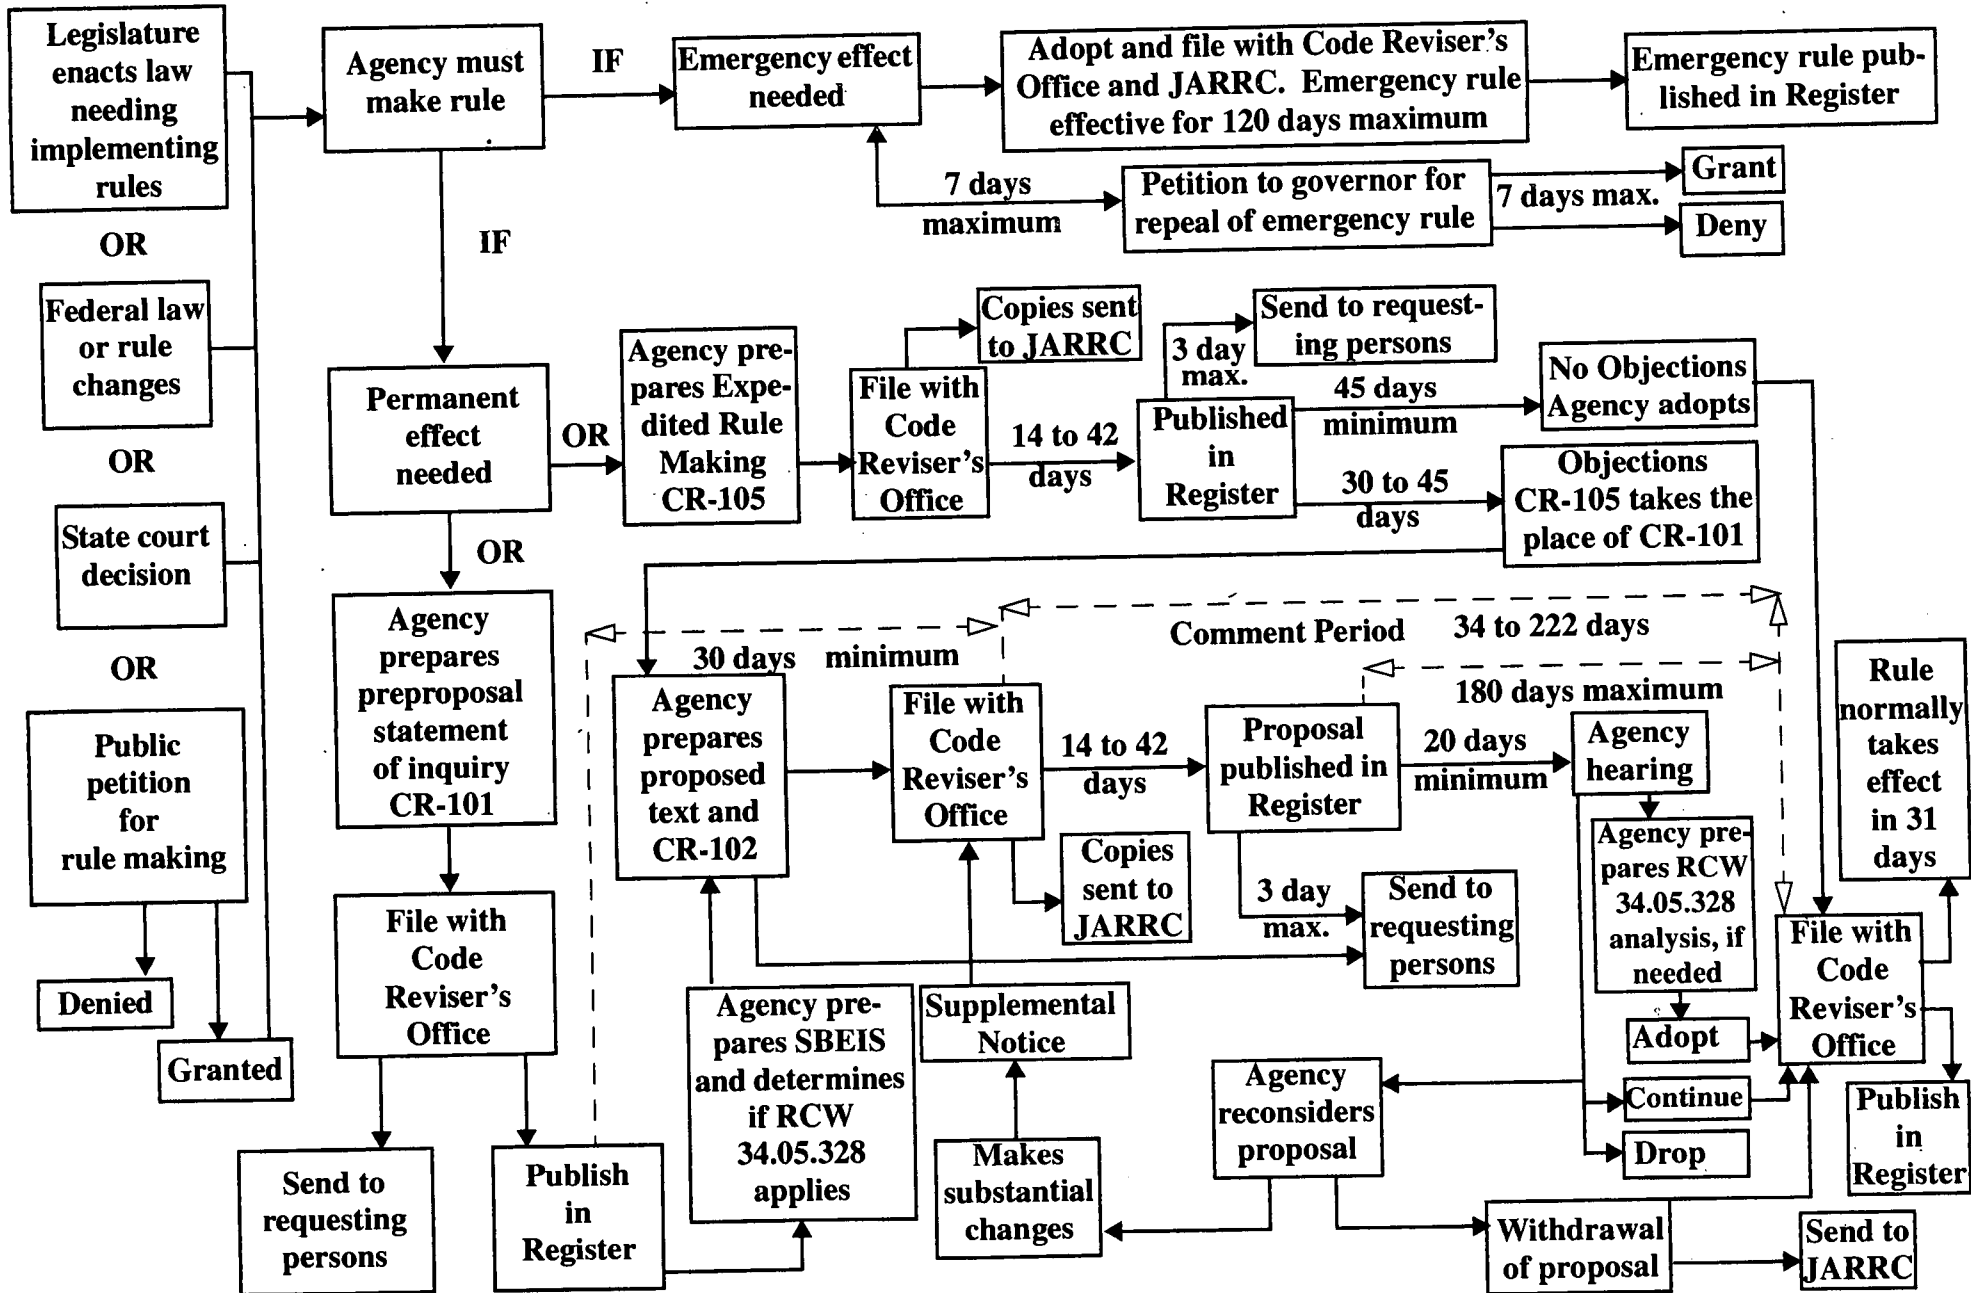 Legislature
enacts law
needing
implementing
rules
OR
Federal law
or rule
changes
OR
State court
decision
OR
Public
petition
for
rule making
Denied
Granted
Agency must
make rule
IF
Emergency effect
needed
Adopt and file with Code Reviser's
Office and JARRC. Emergency rule
effective for 120 days maximum
Emergency rule pub-
lished in Register
7 days
maximum
Petition to governor for
repeal of emergency rule
7 days max.
Grant
Deny
IF
Permanent
effect
needed
OR
Agency pre-
pares Expe-
dited Rule
Making
CR-105
File with
Code
Reviser's
Office
Copies sent
to JARRC
14 to 42
days
Published
in
Register
3 day
max.
Send to request-
ing persons
45 days
minimum
No Objections
Agency adopts
30 to 45
days
Objections
CR-105 takes the
place of CR-101
OR
Agency
prepares
preproposal
statement
of inquiry
CR-101
File with
Code
Reviser's
Office
Send to
requesting
persons
Publish
in
Register
30 days minimum
Comment Period 34 to 222 days
180 days maximum
Agency
prepares
proposed
text and
CR-102
File with
Code
Reviser's
Office
14 to 42
days
Proposal
published in
Register
20 days
minimum
Agency
hearing
Copies
sent to
JARRC
3 day
max.
Send to
requesting
persons
Agency pre-
pares SBEIS
and determines
if RCW
34.05.328
applies
Supplemental
Notice
Makes
substantial
changes
Agency
reconsiders
proposal
Agency pre-
pares RCW
34.05.328
analysis, if
needed
Adopt
Continue
Drop
Withdrawal
of proposal
Send to
JARRC
File with
Code
Reviser's
Office
Rule
normally
takes
effect
in 31
days
Publish
in
Register